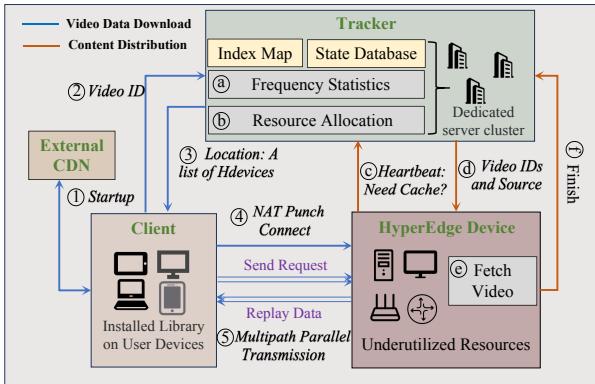 Video Data Download
Content Distribution
Tracker
Index Map
State Database
ⓐ Frequency Statistics
ⓑ Resource Allocation
Dedicated
server cluster
② Video ID
External
CDN
① Startup
③ Location: A
list of Hdevices
ⓒ Heartbeat:
Need Cache?
ⓓ Video IDs
and Source
ⓕ Finish
Client
④ NAT Punch
Connect
Send Request
Replay Data
⑤ Multipath Parallel
Transmission
Installed Library
on User Devices
HyperEdge Device
ⓔ Fetch
Video
Underutilized Resources